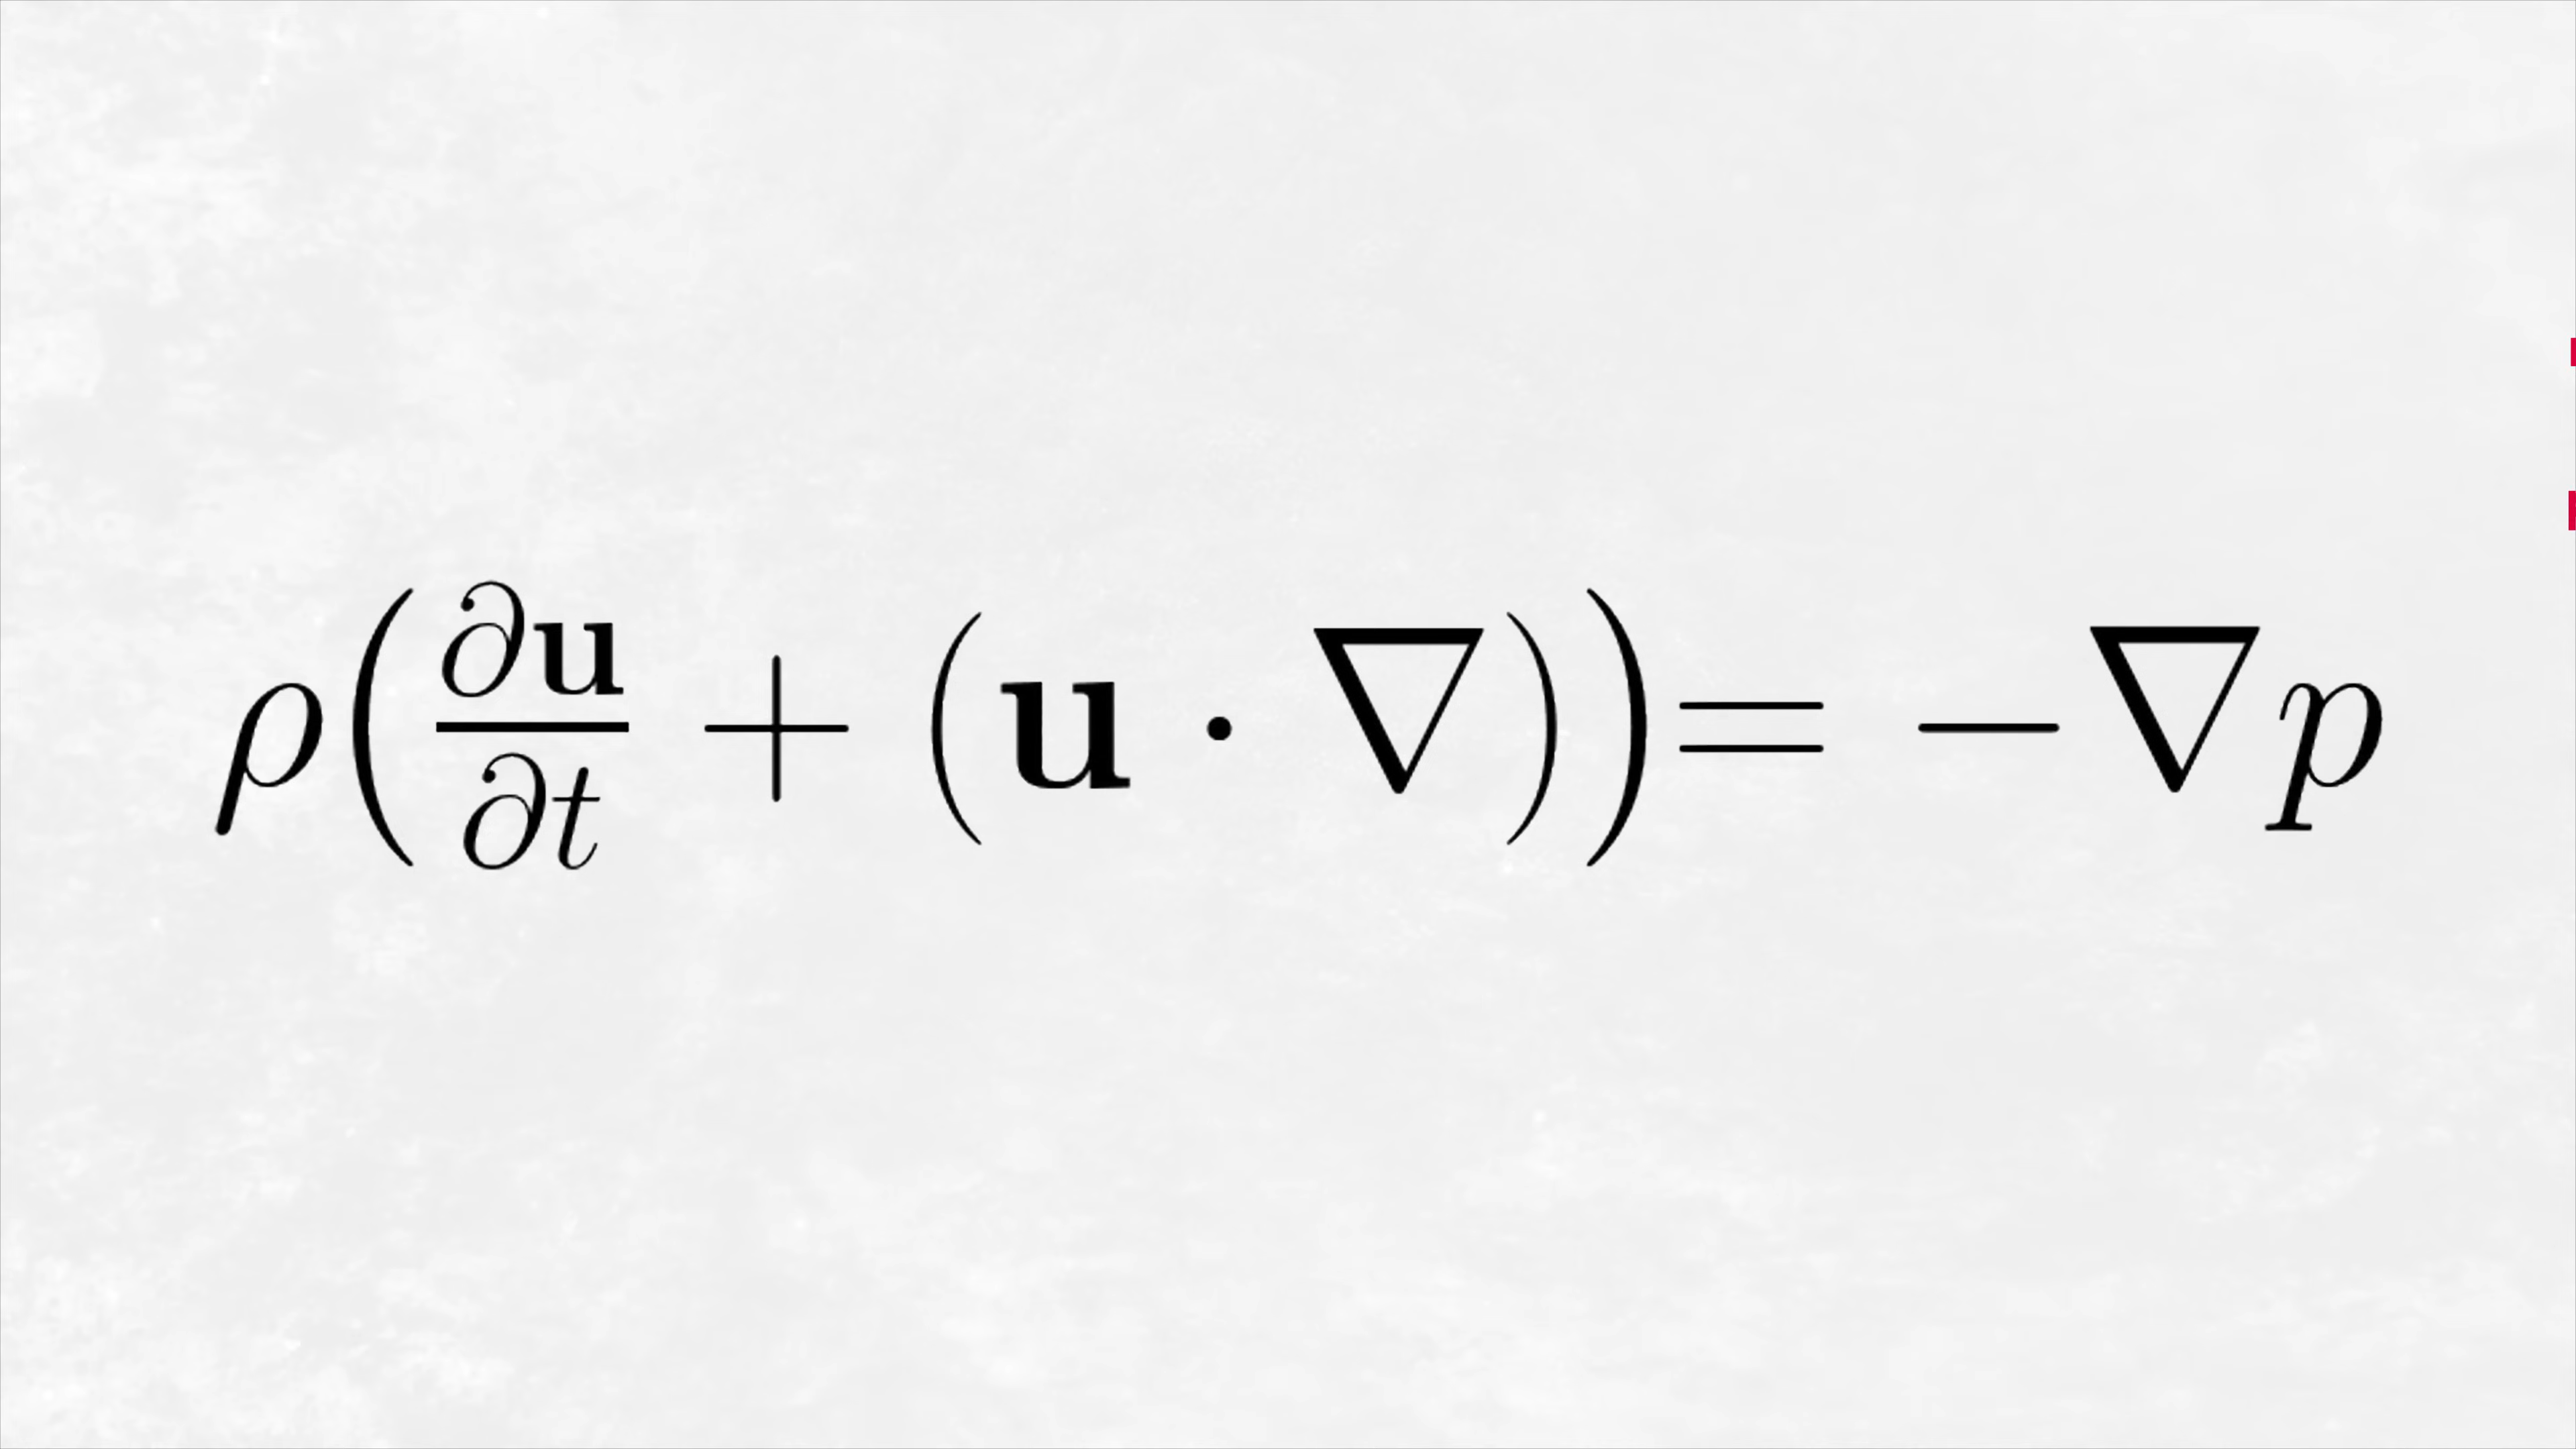 ρ(∂𝐮/∂t + (𝐮 · ∇))= −∇p